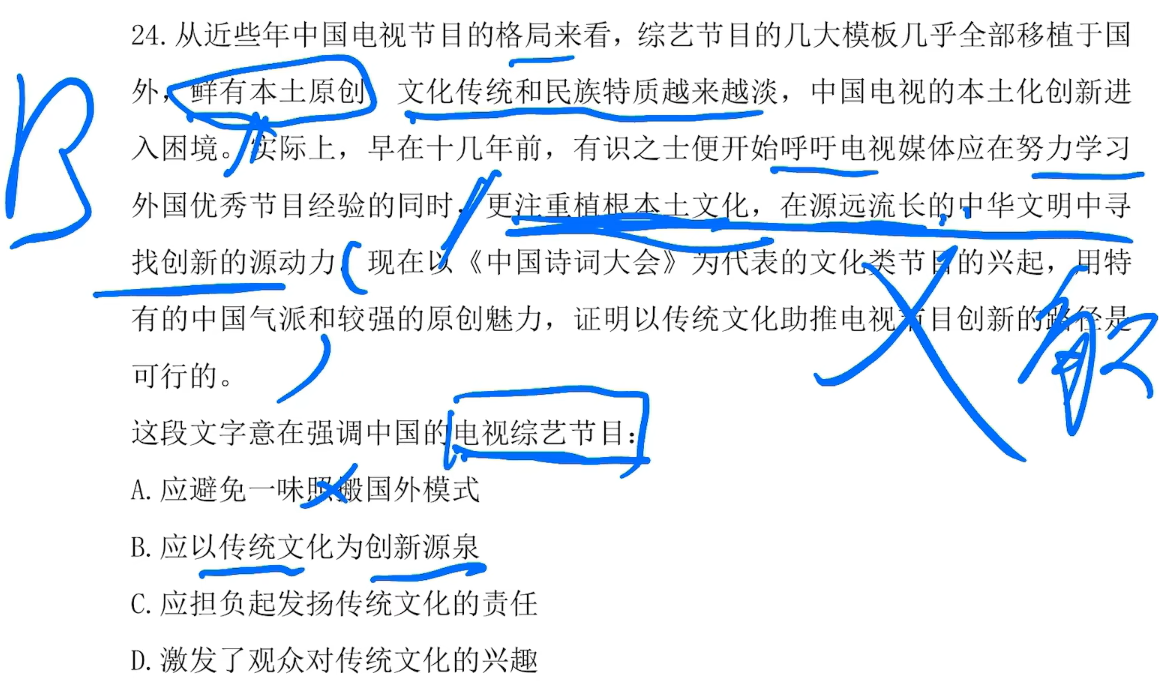 24.从近些年中国电视节目的格局来看，综艺节目的几大模板几乎全部移植于国
外，鲜有本土原创 文化传统和民族特质越来越淡，中国电视的本土化创新进
入困境。实际上，早在十几年前，有识之士便开始呼吁电视媒体应在努力学习
外国优秀节目经验的同时，更注重植根本土文化，在源远流长的中华文明中寻
找创新的源动力。现在以《中国诗词大会》为代表的文化类节目的兴起，用特
有的中国气派和较强的原创魅力，证明以传统文化助推电视节目创新的路径是
可行的。
这段文字意在强调中国的电视综艺节目：
A.应避免一味照搬国外模式
B.应以传统文化为创新源泉
C.应担负起发扬传统文化的责任
D.激发了观众对传统文化的兴趣
B